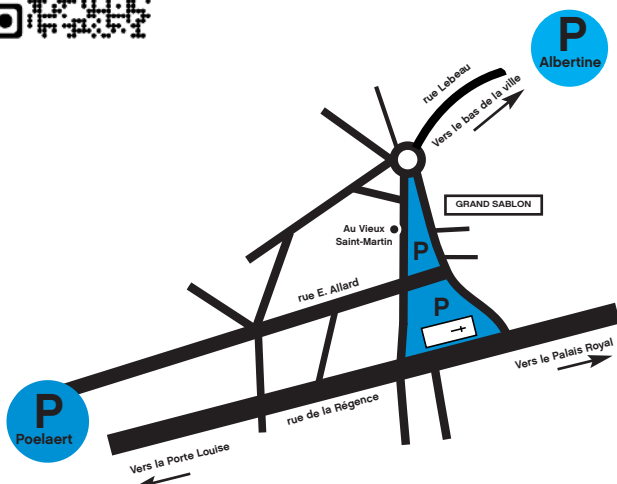 P
Albertine
rue Lebeau
Vers le bas de la ville
GRAND SABLON
Au Vieux
Saint-Martin
P
rue E. Allard
P
Vers le Palais Royal
P
Poelaert
rue de la Régence
Vers la Porte Louise